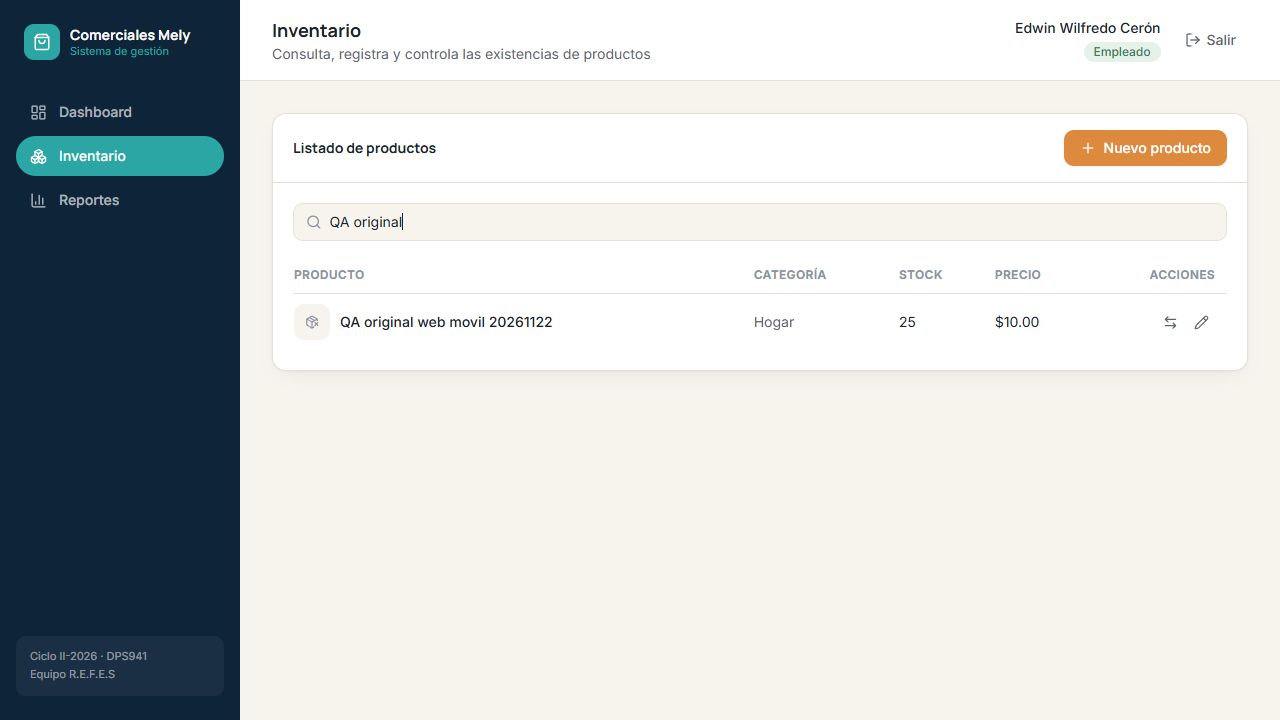 Comerciales Mely
Sistema de gestión
Dashboard
Inventario
Reportes
Ciclo II-2026 · DPS941
Equipo R.E.F.E.S
Inventario
Consulta, registra y controla las existencias de productos
Edwin Wilfredo Cerón
Empleado
Salir
Listado de productos
Nuevo producto
QA original
PRODUCTO CATEGORÍA STOCK PRECIO ACCIONES
QA original web movil 20261122 Hogar 25 $10.00